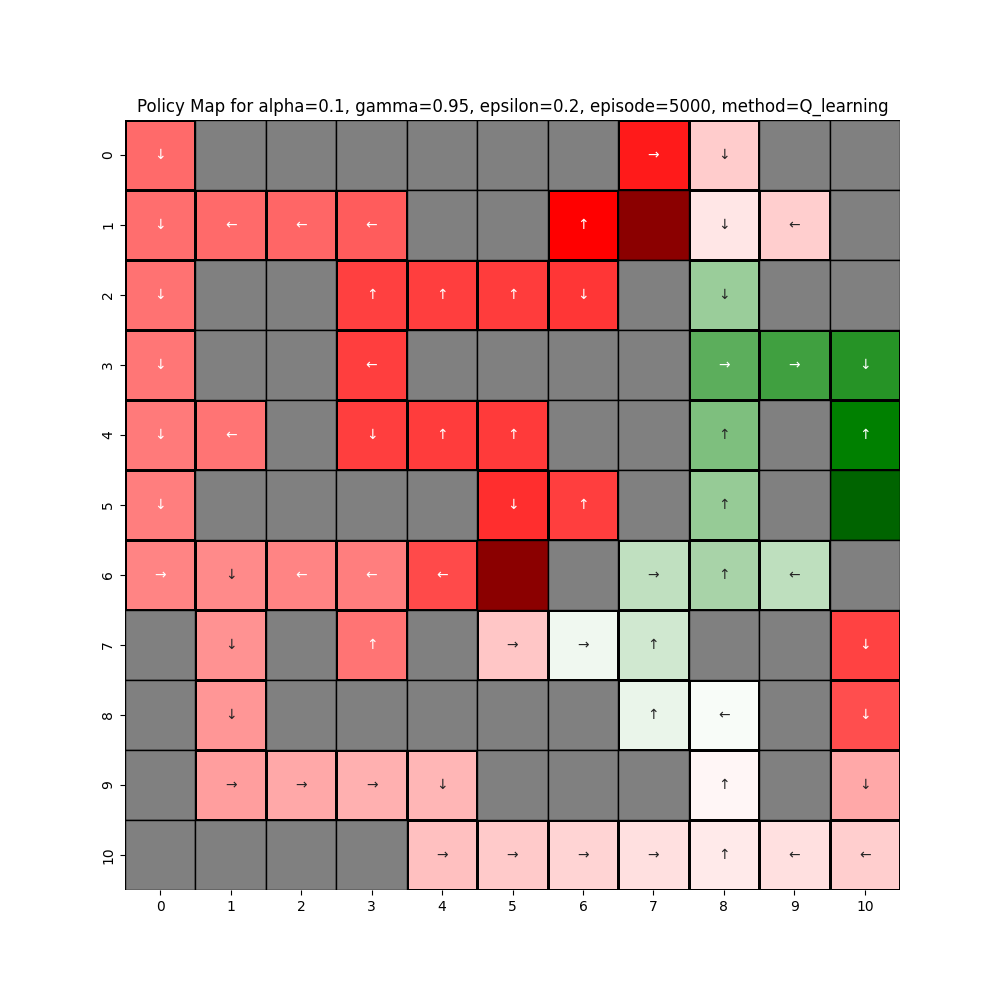 Policy Map for alpha=0.1, gamma=0.95, epsilon=0.2, episode=5000, method=Q_learning
0 ↓ → ↓
1 ↓ ← ← ← ↑ ↓ ←
2 ↓ ↑ ↑ ↑ ↓ ↓
3 ↓ ← → → ↓
4 ↓ ← ↓ ↑ ↑ ↑ ↑
5 ↓ ↓ ↑ ↑
6 → ↓ ← ← ← → ↑ ←
7 ↓ ↑ → → ↑ ↓
8 ↓ ↑ ← ↓
9 → → → ↓ ↑ ↓
10 → → → → ↑ ← ←
0 1 2 3 4 5 6 7 8 9 10